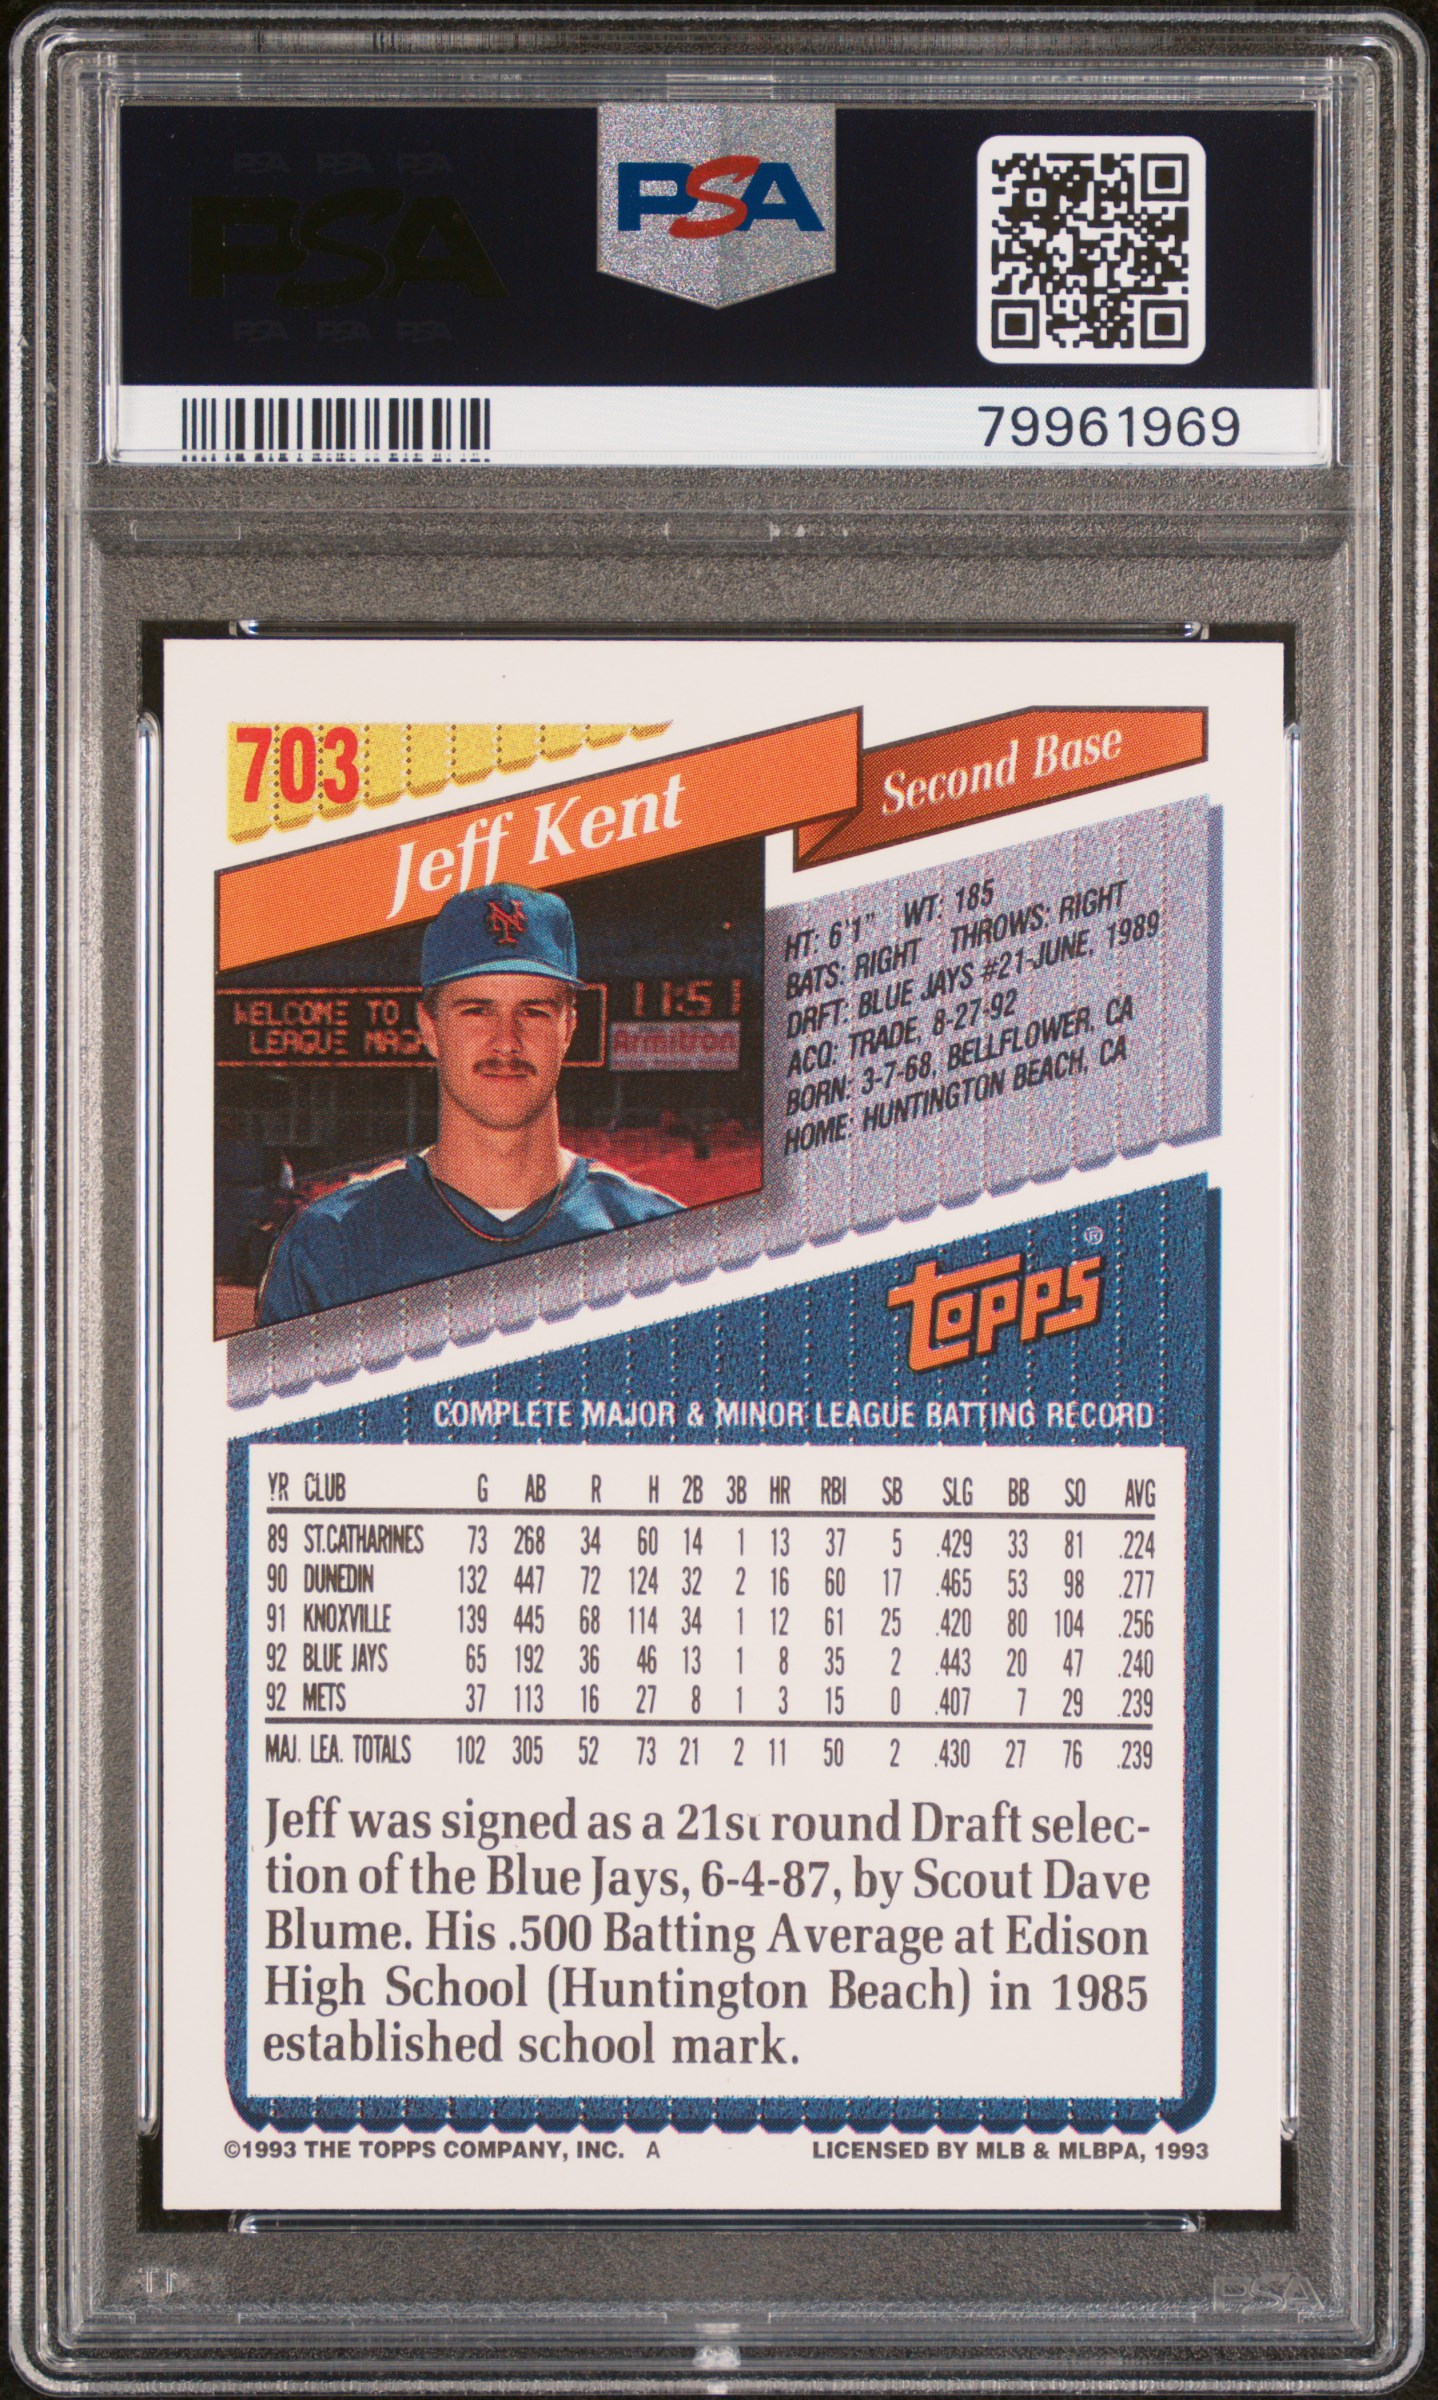 PSA PSA PSA
PSA
PSA PSA PSA
PSA
79961969
703
Jeff Kent
Second Base
WELCOME TO
LEAGUE
11:51
Armitron
NY
HT: 6'1" WT: 185
BATS: RIGHT THROWS: RIGHT
DRFT: BLUE JAYS #21-JUNE, 1989
ACQ: TRADE, 8-27-92
BORN: 3-7-68, BELLFLOWER, CA
HOME: HUNTINGTON BEACH, CA
TOPPS®
COMPLETE MAJOR & MINOR LEAGUE BATTING RECORD
YR CLUB G AB R H 2B 3B HR RBI SB SLG BB SO AVG
89 ST.CATHARINES 73 268 34 60 14 1 13 37 5 .429 33 81 .224
90 DUNEDIN 132 447 72 124 32 2 16 60 17 .465 53 98 .277
91 KNOXVILLE 139 445 68 114 34 1 12 61 25 .420 80 104 .256
92 BLUE JAYS 65 192 36 46 13 1 8 35 2 .443 20 47 .240
92 METS 37 113 16 27 8 1 3 15 0 .407 7 29 .239
MAJ. LEA. TOTALS 102 305 52 73 21 2 11 50 2 .430 27 76 .239
Jeff was signed as a 21st round Draft selec-
tion of the Blue Jays, 6-4-87, by Scout Dave
Blume. His .500 Batting Average at Edison
High School (Huntington Beach) in 1985
established school mark.
©1993 THE TOPPS COMPANY, INC. A
LICENSED BY MLB & MLBPA, 1993
PSA